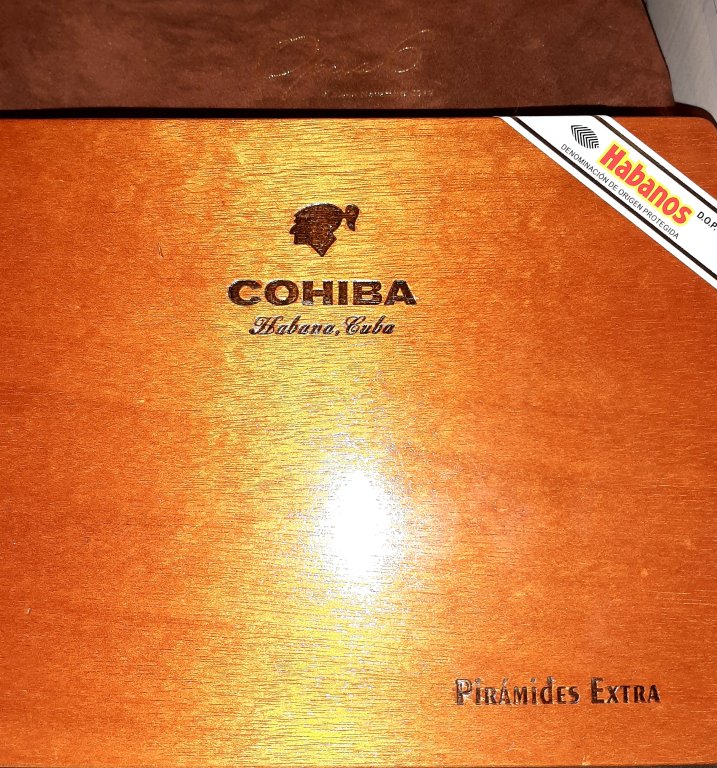 Habanos
D.O.P.
DENOMINACIÓN DE ORIGEN PROTEGIDA
COHIBA
Habana, Cuba
PIRÁMIDES EXTRA